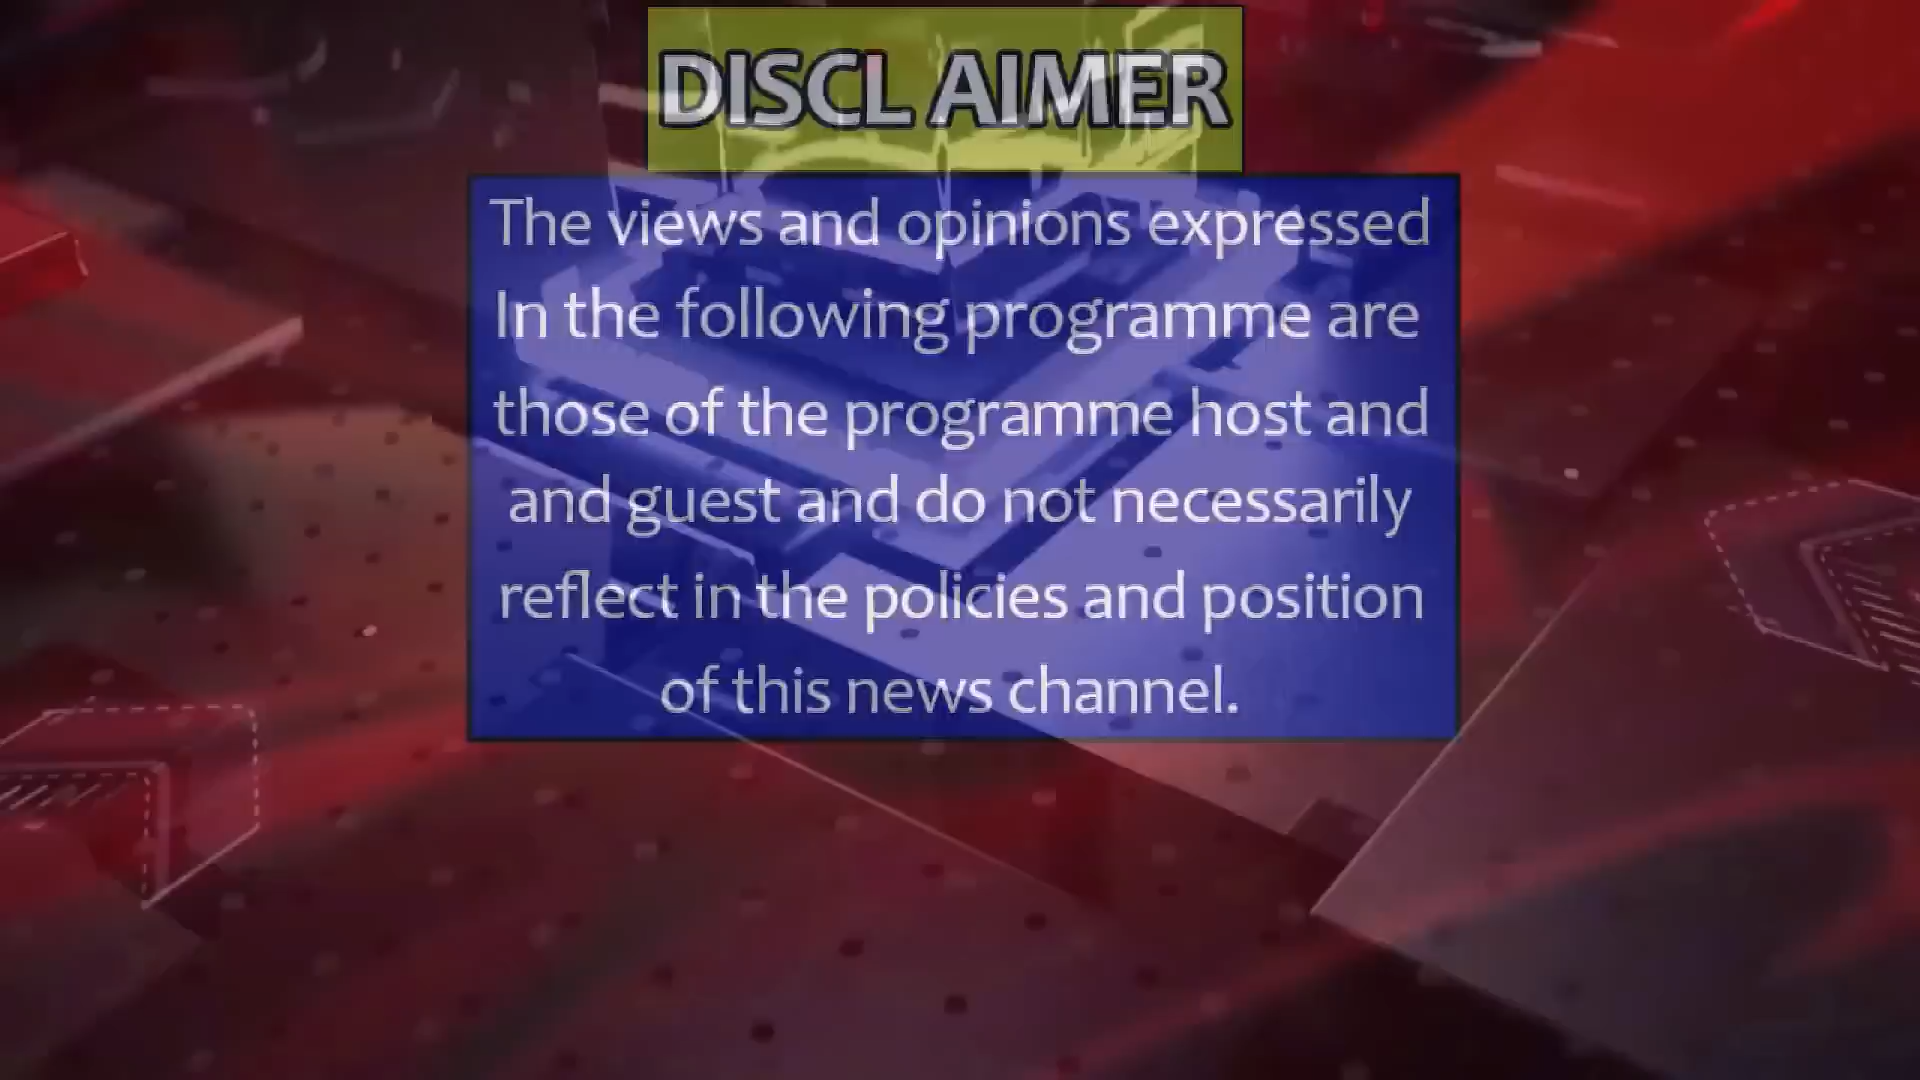 DISCL AIMER
The views and opinions expressed
In the following programme are
those of the programme host and
and guest and do not necessarily
reflect in the policies and position
of this news channel.